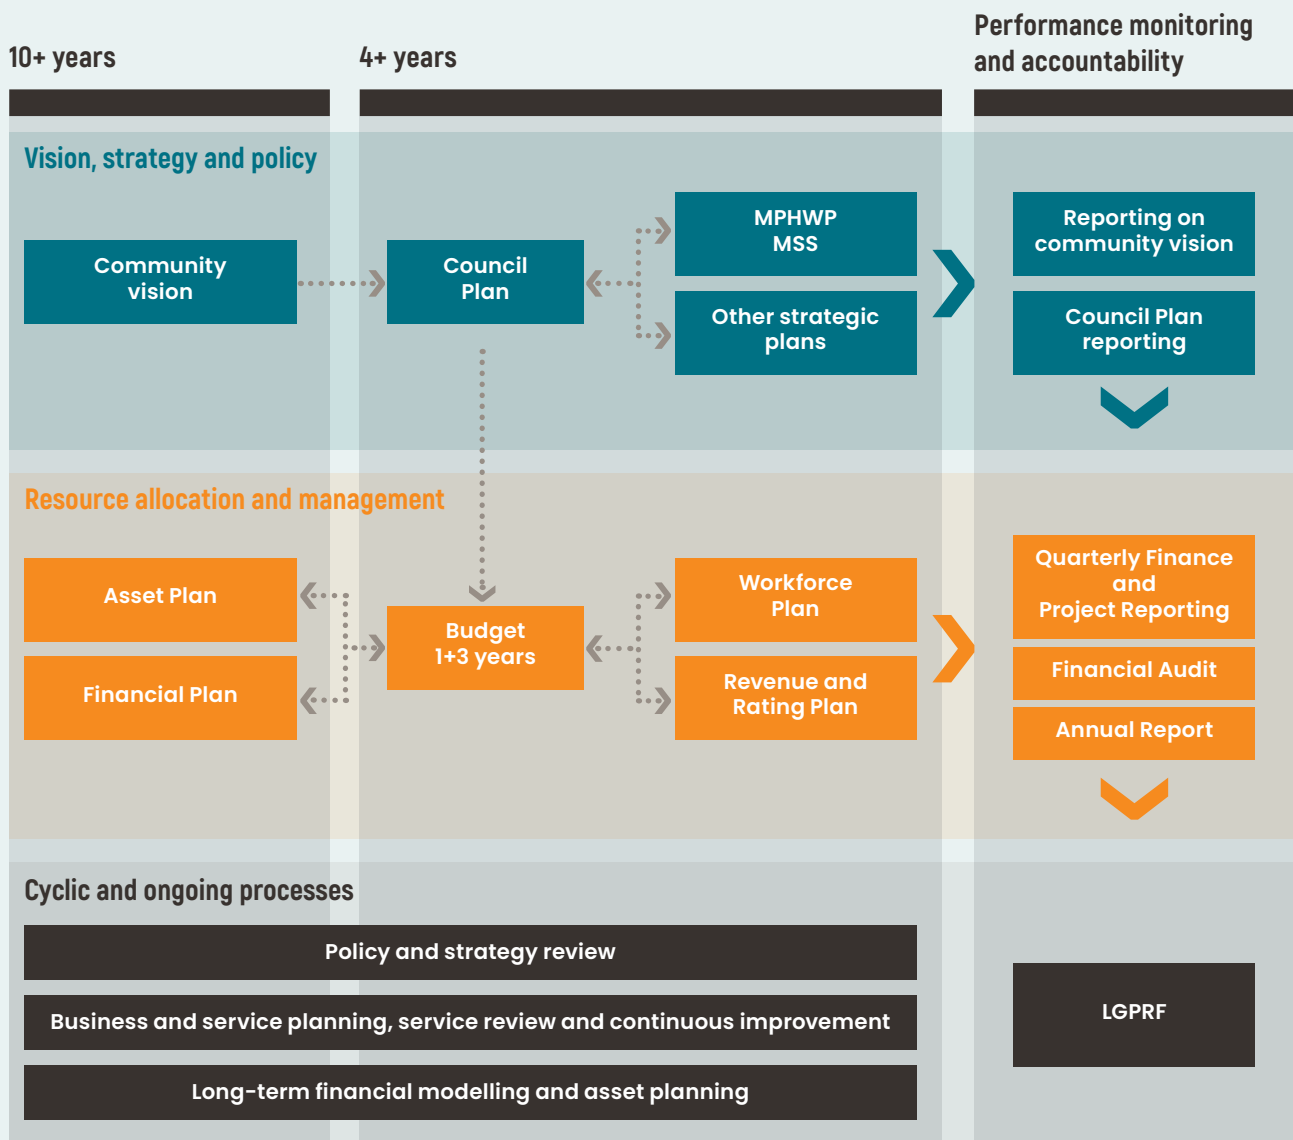 10+ years
4+ years
Performance monitoring
and accountability
Vision, strategy and policy
Community
vision
Council
Plan
MPHWP
MSS
Other strategic
plans
Reporting on
community vision
Council Plan
reporting
Resource allocation and management
Asset Plan
Financial Plan
Budget
1+3 years
Workforce
Plan
Revenue and
Rating Plan
Quarterly Finance
and
Project Reporting
Financial Audit
Annual Report
Cyclic and ongoing processes
Policy and strategy review
Business and service planning, service review and continuous improvement
Long-term financial modelling and asset planning
LGPRF